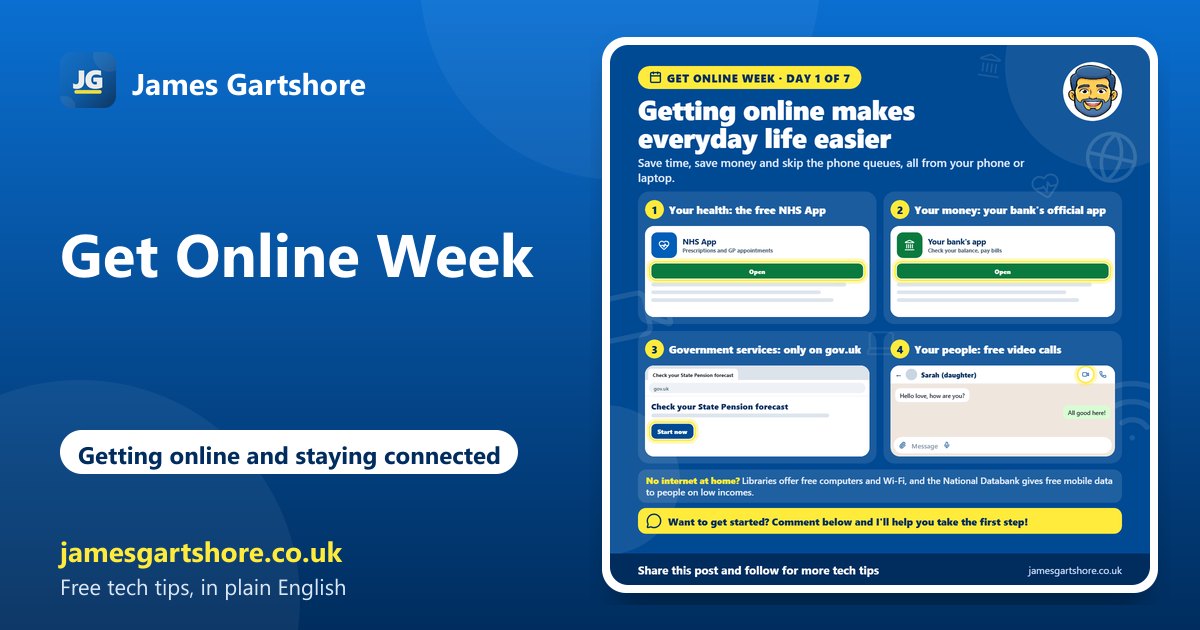 JG
James Gartshore
Get Online Week
Getting online and staying connected
jamesgartshore.co.uk
Free tech tips, in plain English
GET ONLINE WEEK · DAY 1 OF 7
Getting online makes
everyday life easier
Save time, save money and skip the phone queues, all from your phone or
laptop.
1 Your health: the free NHS App
NHS App
Prescriptions and GP appointments
Open
2 Your money: your bank's official app
Your bank's app
Check your balance, pay bills
Open
3 Government services: only on gov.uk
Check your State Pension forecast
gov.uk
Check your State Pension forecast
Start now
4 Your people: free video calls
← Sarah (daughter)
Hello love, how are you?
All good here!
Message
No internet at home? Libraries offer free computers and Wi-Fi, and the National Databank gives free mobile data
to people on low incomes.
Want to get started? Comment below and I'll help you take the first step!
Share this post and follow for more tech tips
jamesgartshore.co.uk